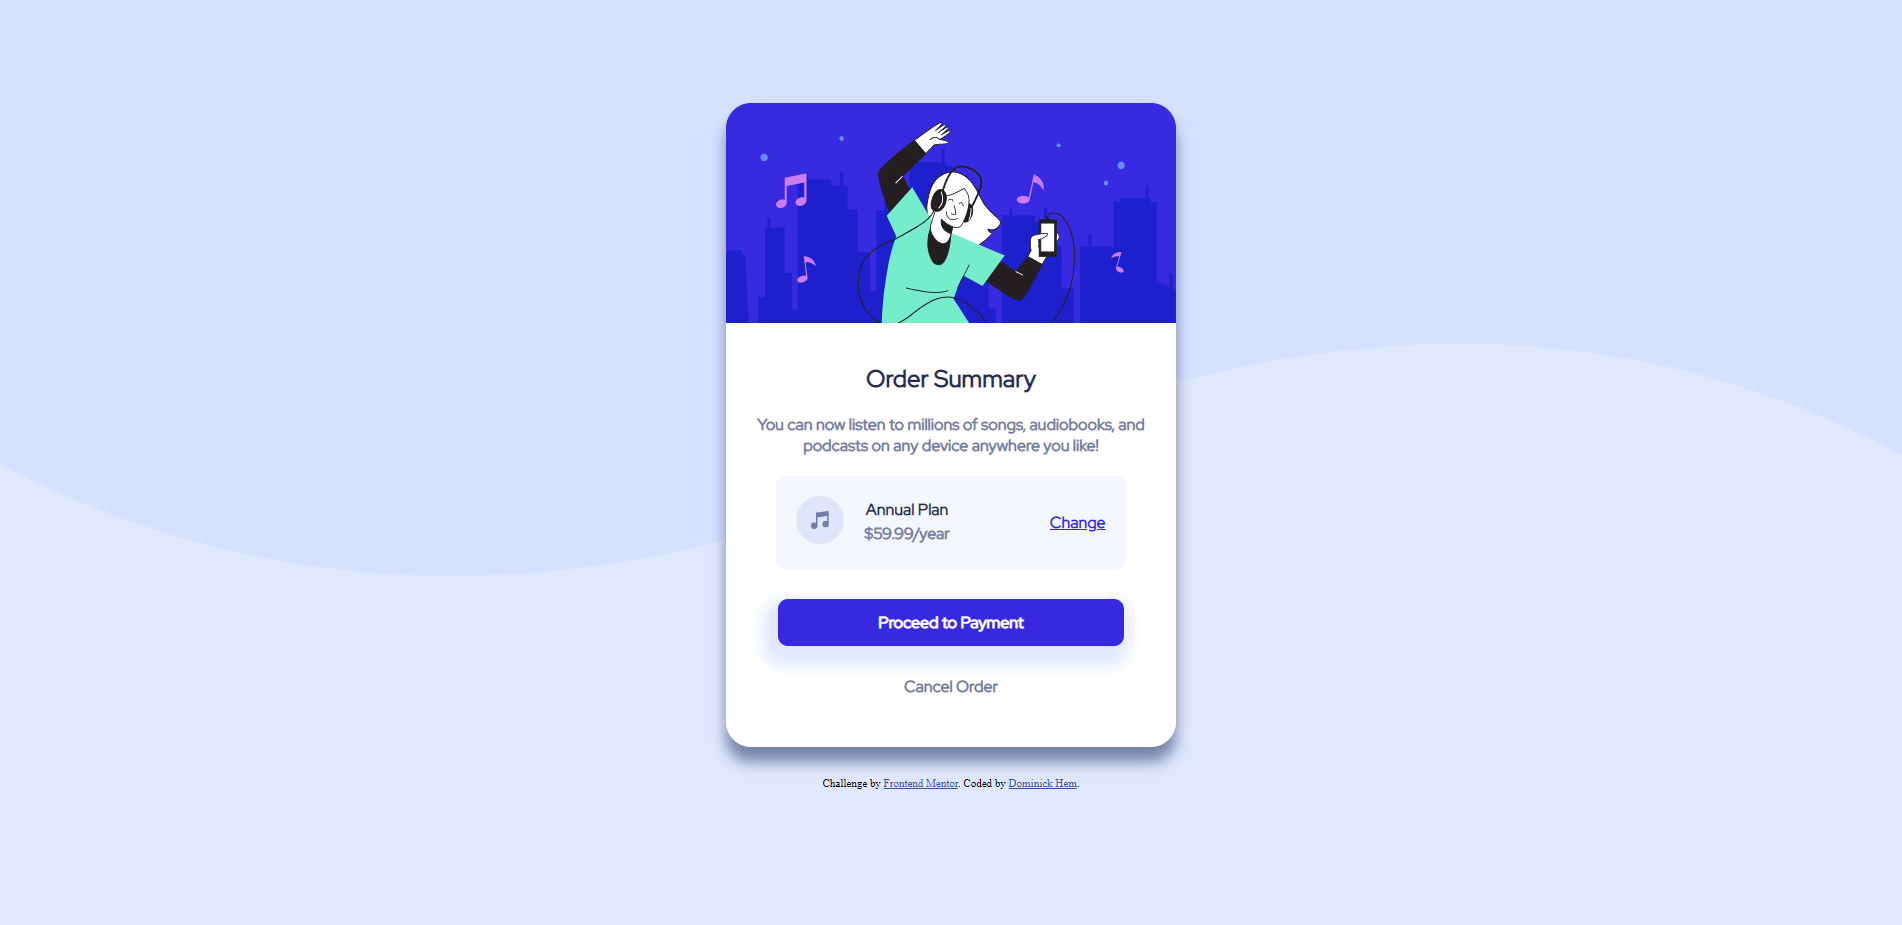 Order Summary
You can now listen to millions of songs, audiobooks, and
podcasts on any device anywhere you like!
Annual Plan
$59.99/year
Change
Proceed to Payment
Cancel Order
Challenge by Frontend Mentor. Coded by Dominick Hem.